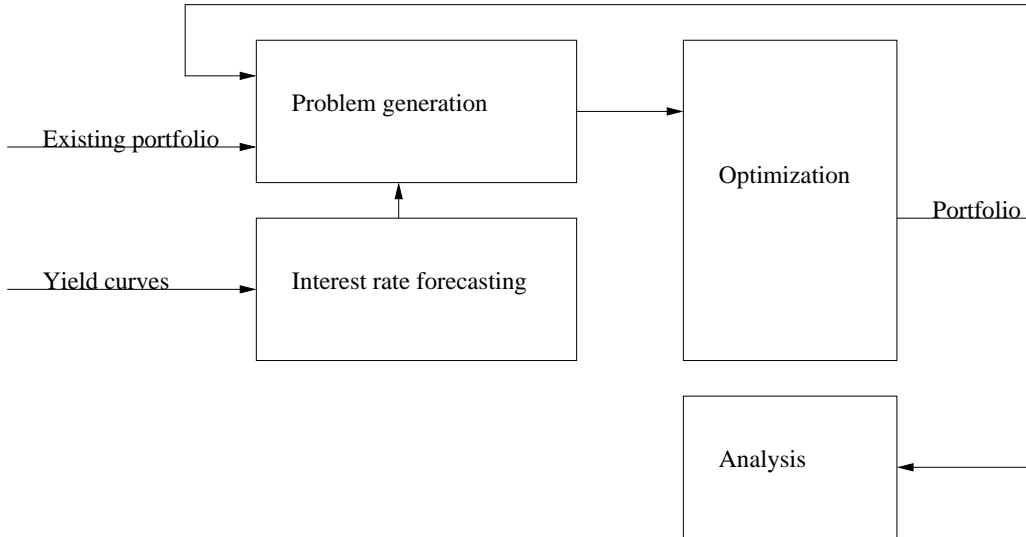 Problem generation
Existing portfolio
Optimization
Portfolio
Yield curves
Interest rate forecasting
Analysis